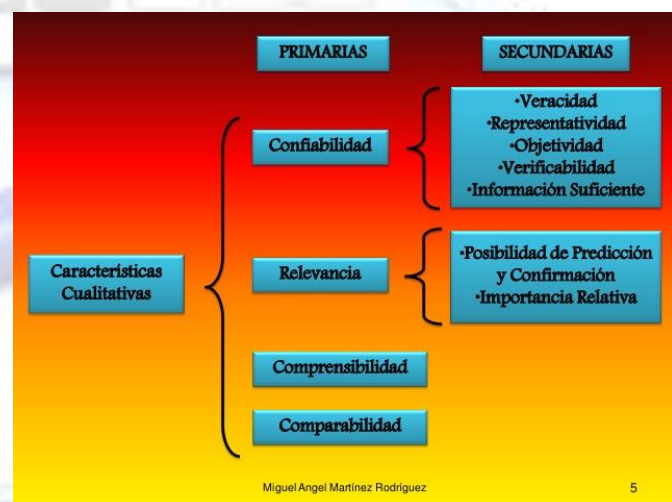 PRIMARIAS
SECUNDARIAS
Características
Cualitativas
Confiabilidad
•Veracidad
•Representatividad
•Objetividad
•Verificabilidad
•Información Suficiente
Relevancia
•Posibilidad de Predicción
y Confirmación
•Importancia Relativa
Comprensibilidad
Comparabilidad
Miguel Angel Martínez Rodríguez
5